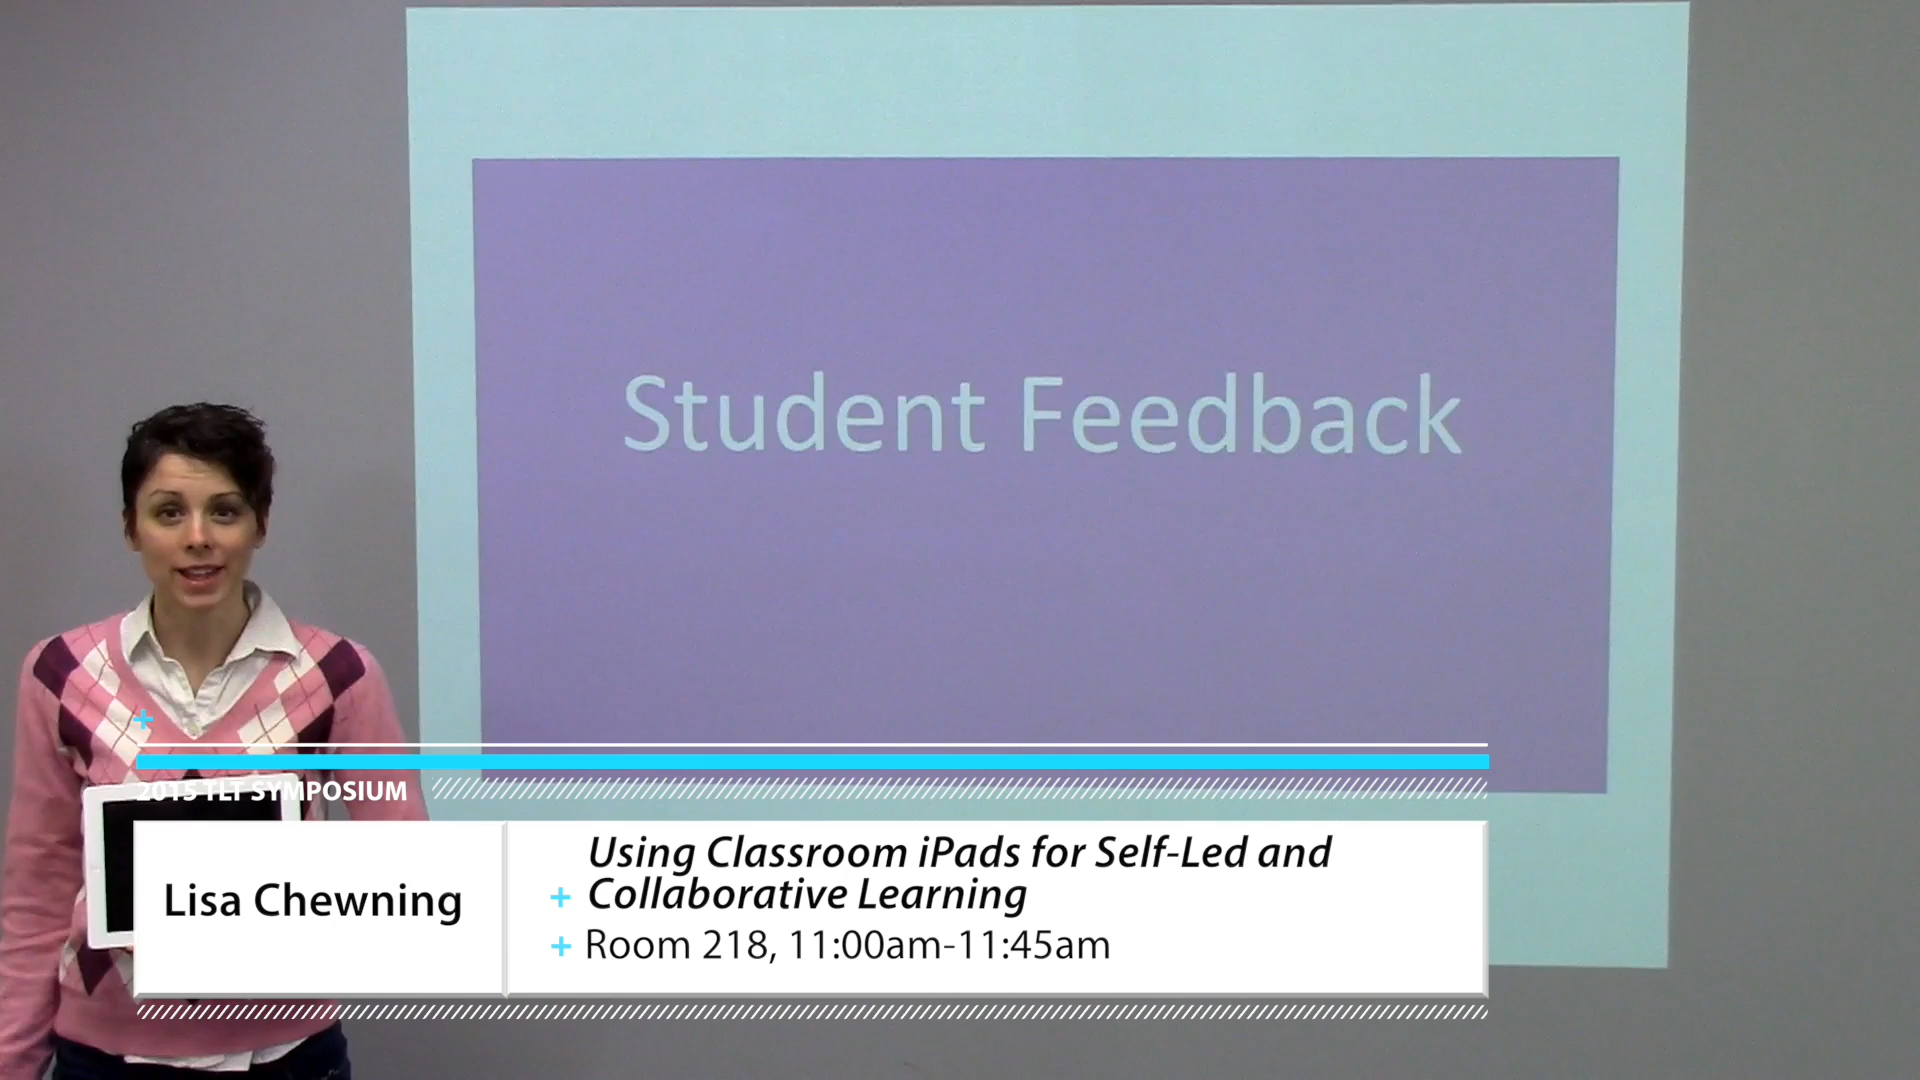 Student Feedback
2015 TLT SYMPOSIUM
Lisa Chewning
Using Classroom iPads for Self-Led and
+ Collaborative Learning
+ Room 218, 11:00am-11:45am